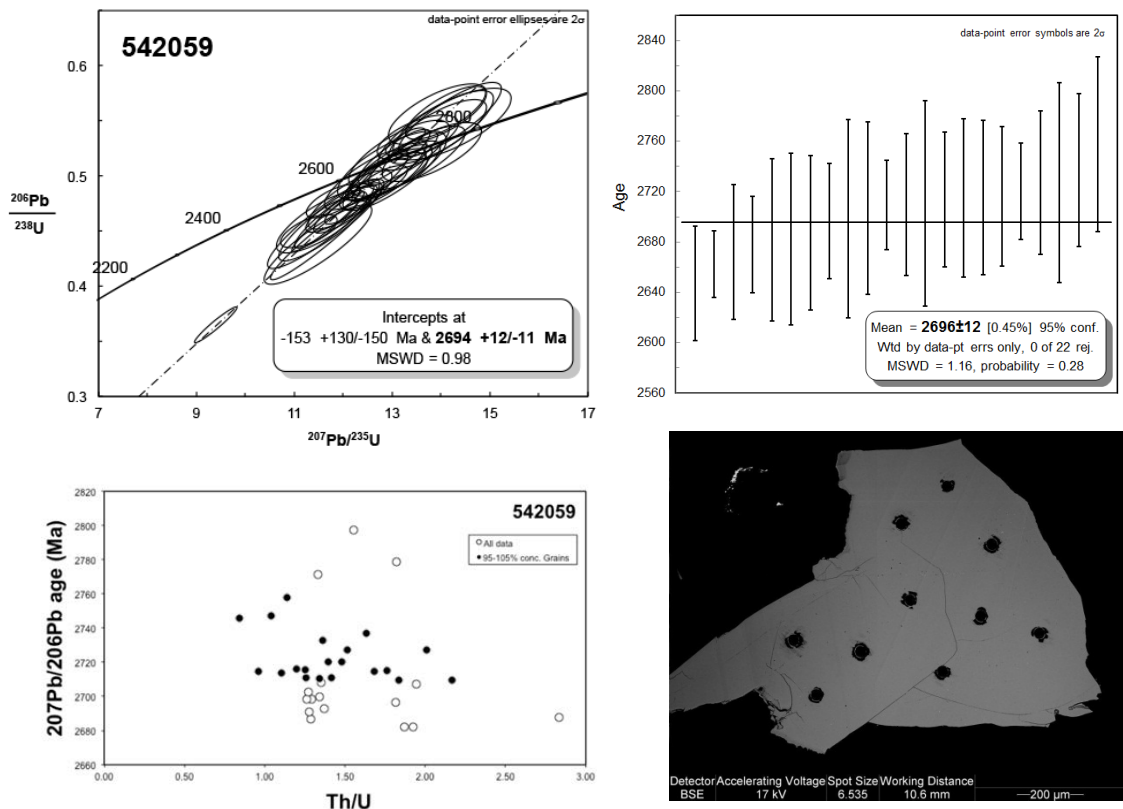 data-point error ellipses are 2σ
542059
0.6
0.5
0.4
0.3
206Pb
238U
2200
2400
2600
2800
Intercepts at
-153 +130/-150 Ma & 2694 +12/-11 Ma
MSWD = 0.98
7 9 11 13 15 17
207Pb/235U
data-point error symbols are 2σ
2840
2800
2760
2720
2680
2640
2600
2560
Age
Mean = 2696±12 [0.45%] 95% conf.
Wtd by data-pt errs only, 0 of 22 rej.
MSWD = 1.16, probability = 0.28
2820
2800
2780
2760
2740
2720
2700
2680
2660
207Pb/206Pb age (Ma)
542059
All data
95-105% conc. Grains
0.00 0.50 1.00 1.50 2.00 2.50 3.00
Th/U
Detector Accelerating Voltage Spot Size Working Distance
BSE 17 kV 6.535 10.6 mm 200 µm